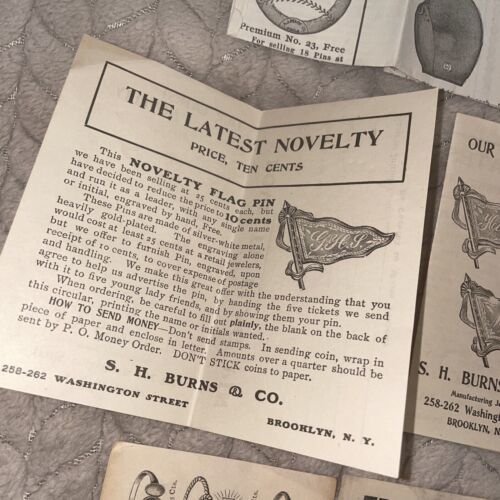 Premium No. 23, Free
For selling 18 Pins at
THE LATEST NOVELTY
PRICE, TEN CENTS
This NOVELTY FLAG PIN
we have been selling at 25 cents each, but
have decided to reduce the price to 10 cents
and run it as a leader, with any single name
or initial, engraved by hand, Free.
These Pins are made of silver-white metal,
heavily gold-plated. The engraving alone
would cost at least 25 cents at a retail jewelers,
but we offer to furnish Pin, engraved, upon
receipt of 10 cents, to cover expense of postage
and handling. We make this great offer with the understanding that you
agree to help us advertise the pin, by handing the five tickets we send
with it to five young lady friends, and by showing them your pin.
When ordering, be careful to fill out plainly, the blank on the back of
this circular, printing the name or initials wanted.
HOW TO SEND MONEY—Don't send stamps. In sending coin, wrap in
piece of paper and enclose in letter. Amounts over a quarter should be
sent by P. O. Money Order. DON'T STICK coins to paper.
S. H. BURNS & CO.
258-262 WASHINGTON STREET
BROOKLYN, N. Y.
OUR
S. H. BURNS
Manufacturing Je
258-262 Washing
BROOKLYN, N